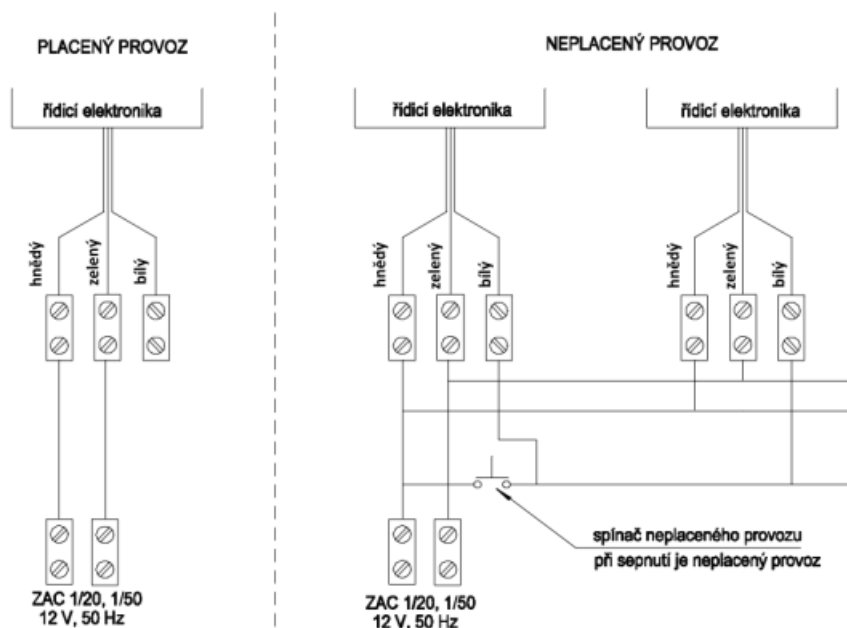 PLACENÝ PROVOZ
řídicí elektronika
hnědý
zelený
bílý
ZAC 1/20, 1/50
12 V, 50 Hz
NEPLACENÝ PROVOZ
řídicí elektronika
řídicí elektronika
hnědý
zelený
bílý
hnědý
zelený
bílý
spínač neplaceného provozu
při sepnutí je neplacený provoz
ZAC 1/20, 1/50
12 V, 50 Hz